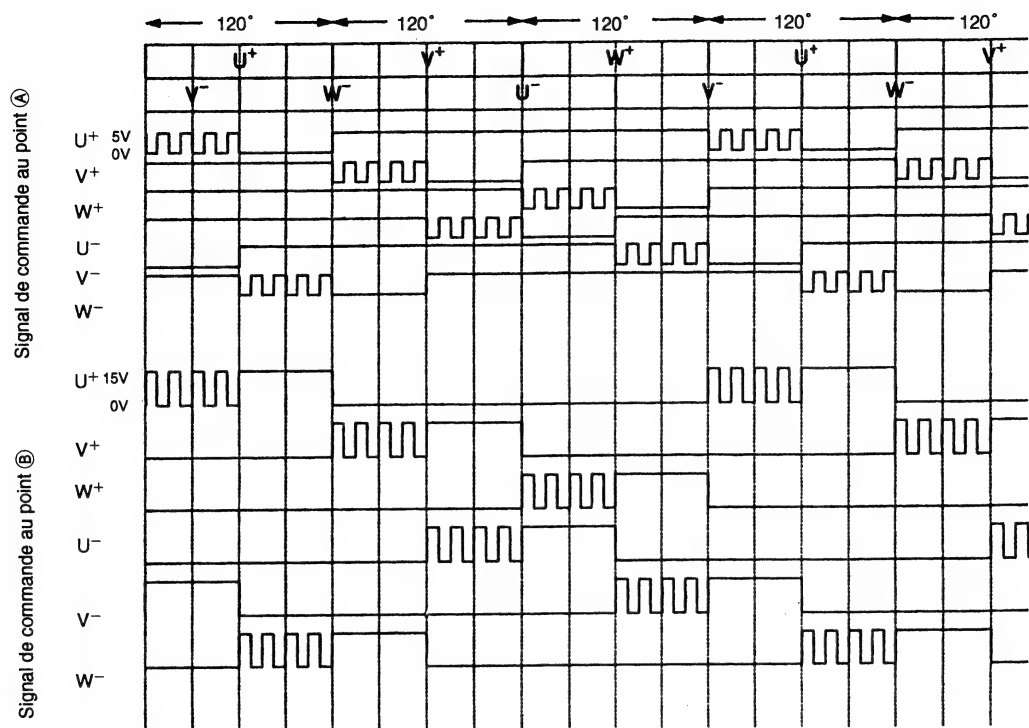 120° 120° 120° 120° 120°
U⁺ V⁺ W⁺ U⁺ V⁺
V⁻ W⁻ U⁻ V⁻ W⁻
Signal de commande au point Ⓐ
U⁺ 5V
0V
V⁺
W⁺
U⁻
V⁻
W⁻
Signal de commande au point Ⓑ
U⁺ 15V
0V
V⁺
W⁺
U⁻
V⁻
W⁻